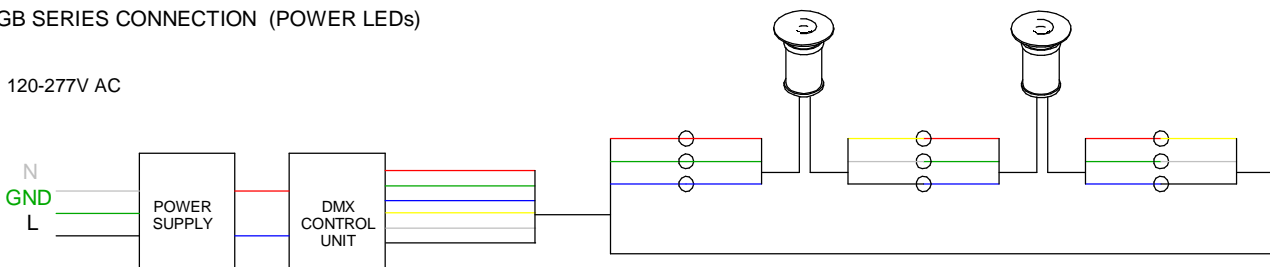 GB SERIES CONNECTION (POWER LEDs)
120-277V AC
N
GND
L
POWER
SUPPLY
DMX
CONTROL
UNIT